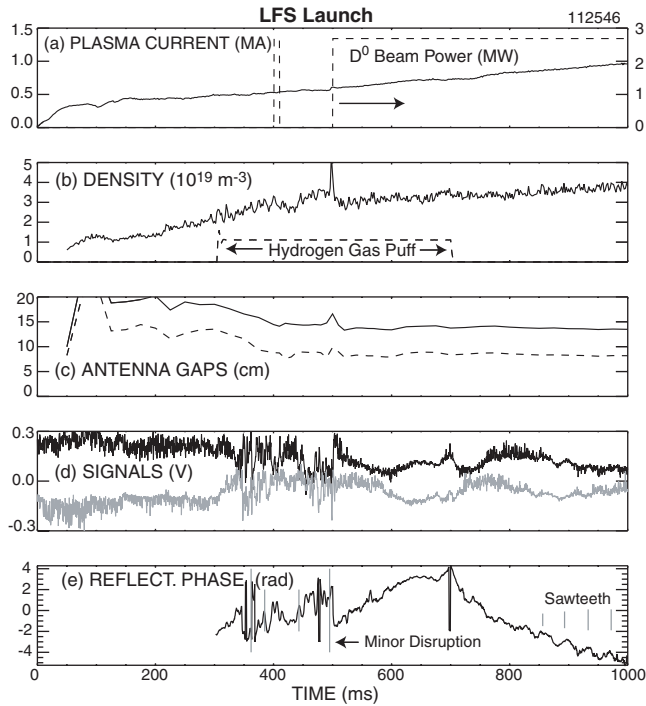 LFS Launch
112546
(a) PLASMA CURRENT (MA)
D⁰ Beam Power (MW)
1.5
1.0
0.5
0.0
3
2
1
0
(b) DENSITY (10¹⁹ m⁻³)
Hydrogen Gas Puff
5
4
3
2
1
0
20
15
10
5
0
(c) ANTENNA GAPS (cm)
0.3
0.0
-0.3
(d) SIGNALS (V)
(e) REFLECT. PHASE (rad)
Sawteeth
Minor Disruption
4
2
0
-2
-4
0 200 400 600 800 1000
TIME (ms)